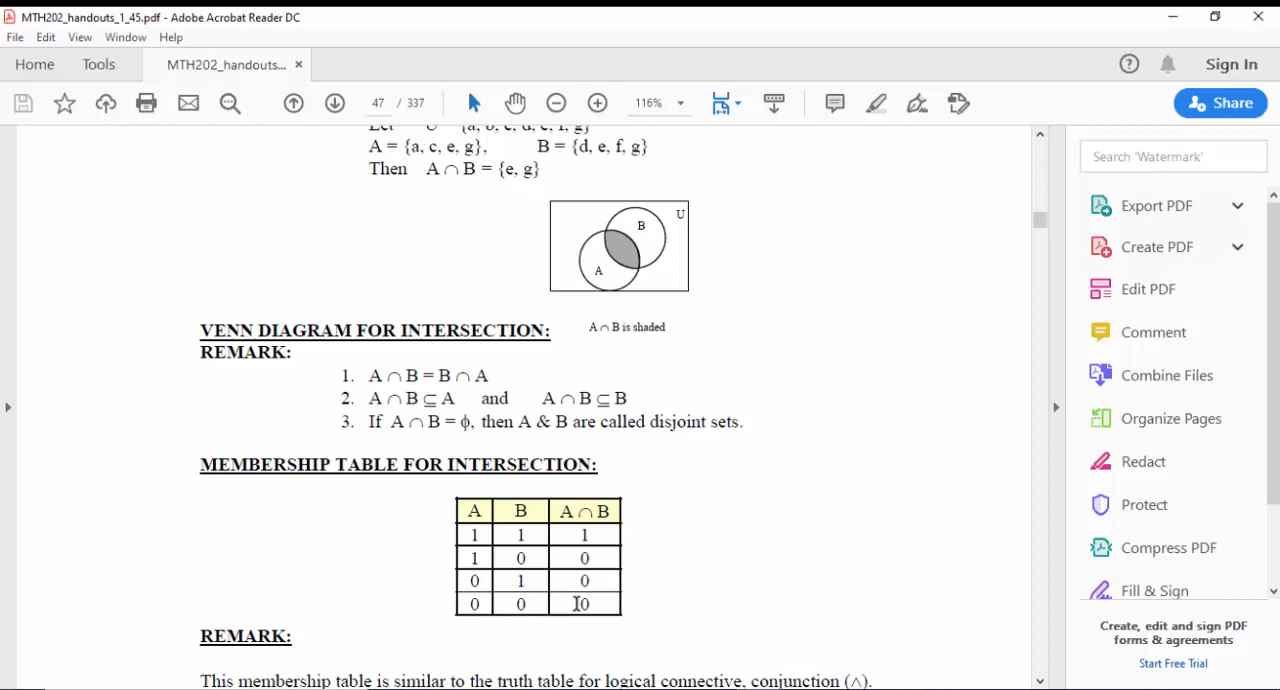 MTH202_handouts_1_45.pdf - Adobe Acrobat Reader DC
File Edit View Window Help
Home Tools MTH202_handouts... ×
Sign In
47 / 337 116% Share
Let U = {a, b, c, d, e, f, g}
A = {a, c, e, g}, B = {d, e, f, g}
Then A ∩ B = {e, g}
U
B
A
VENN DIAGRAM FOR INTERSECTION: A ∩ B is shaded
REMARK:
1. A ∩ B = B ∩ A
2. A ∩ B ⊆ A and A ∩ B ⊆ B
3. If A ∩ B = ϕ, then A & B are called disjoint sets.
MEMBERSHIP TABLE FOR INTERSECTION:
A B A ∩ B
1 1 1
1 0 0
0 1 0
0 0 0
REMARK:
This membership table is similar to the truth table for logical connective, conjunction (∧).
Search 'Watermark'
Export PDF
Create PDF
Edit PDF
Comment
Combine Files
Organize Pages
Redact
Protect
Compress PDF
Fill & Sign
Create, edit and sign PDF
forms & agreements
Start Free Trial